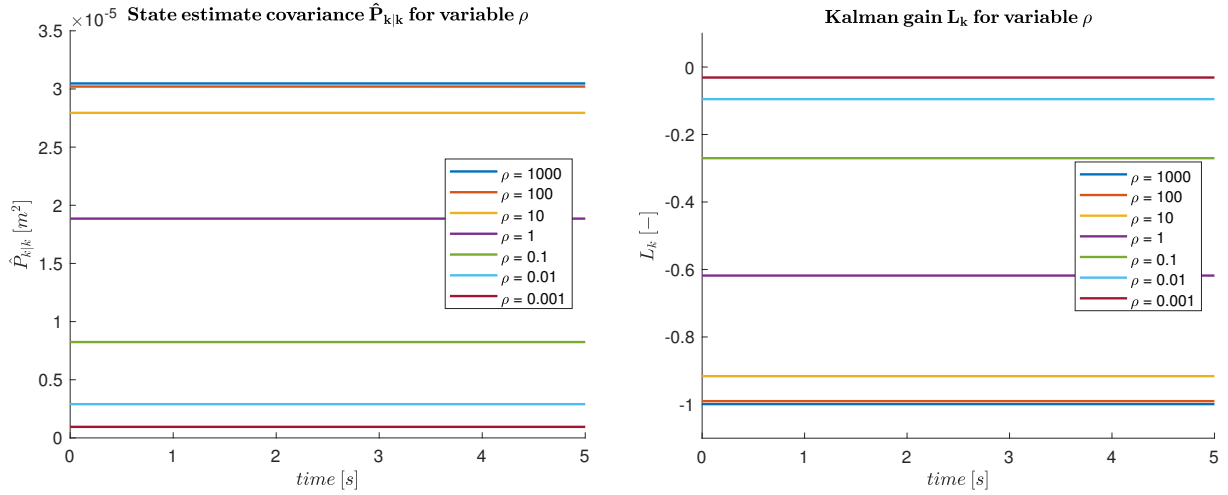 State estimate covariance P̂k|k for variable ρ
×10-5
3.5
3
2.5
2
1.5
1
0.5
0
P̂k|k [m2]
0 1 2 3 4 5
time [s]
ρ = 1000
ρ = 100
ρ = 10
ρ = 1
ρ = 0.1
ρ = 0.01
ρ = 0.001
Kalman gain Lk for variable ρ
0
-0.2
-0.4
-0.6
-0.8
-1
Lk [−]
0 1 2 3 4 5
time [s]
ρ = 1000
ρ = 100
ρ = 10
ρ = 1
ρ = 0.1
ρ = 0.01
ρ = 0.001